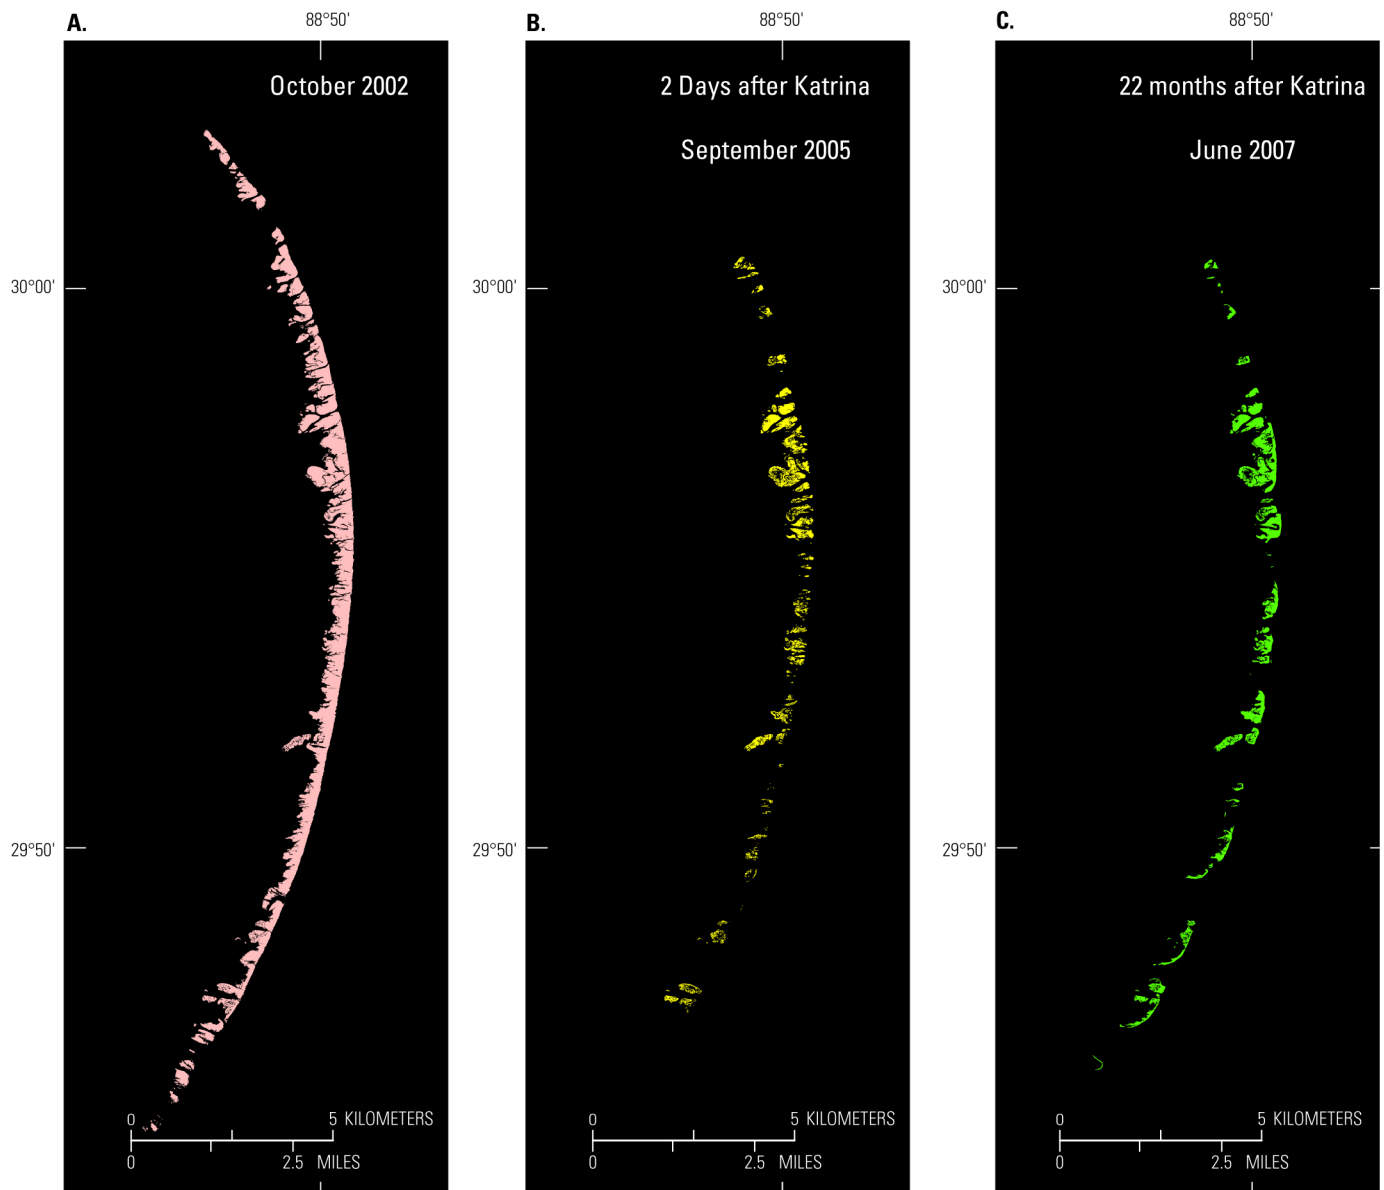 A.
88°50'
October 2002
30°00'
29°50'
0 5 KILOMETERS
0 2.5 MILES
B.
88°50'
2 Days after Katrina
September 2005
30°00'
29°50'
0 5 KILOMETERS
0 2.5 MILES
C.
88°50'
22 months after Katrina
June 2007
30°00'
29°50'
0 5 KILOMETERS
0 2.5 MILES